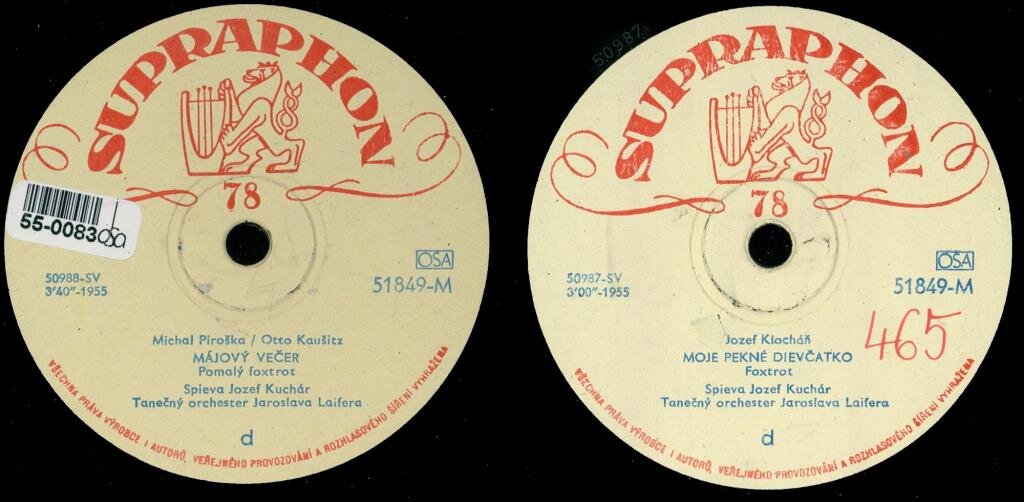 SUPRAPHON
78
55-0083
50988-SV
3'40"-1955
OSA
51849-M
Michal Piroška / Otto Kaušitz
MÁJOVÝ VEČER
Pomalý foxtrot
Spieva Jozef Kuchár
Tanečný orchester Jaroslava Laifera
d
VŠECHNA PRÁVA VÝROBCE I AUTORŮ, VEŘEJNÉHO PROVOZOVÁNÍ A ROZHLASOVÉHO ŠÍŘENÍ VYHRAŽENA
50987
SUPRAPHON
78
50987-SV
3'00"-1955
OSA
51849-M
465
Jozef Klocháň
MOJE PEKNÉ DIEVČATKO
Foxtrot
Spieva Jozef Kuchár
Tanečný orchester Jaroslava Laifera
d
VŠECHNA PRÁVA VÝROBCE I AUTORŮ, VEŘEJNÉHO PROVOZOVÁNÍ A ROZHLASOVÉHO ŠÍŘENÍ VYHRAŽENA